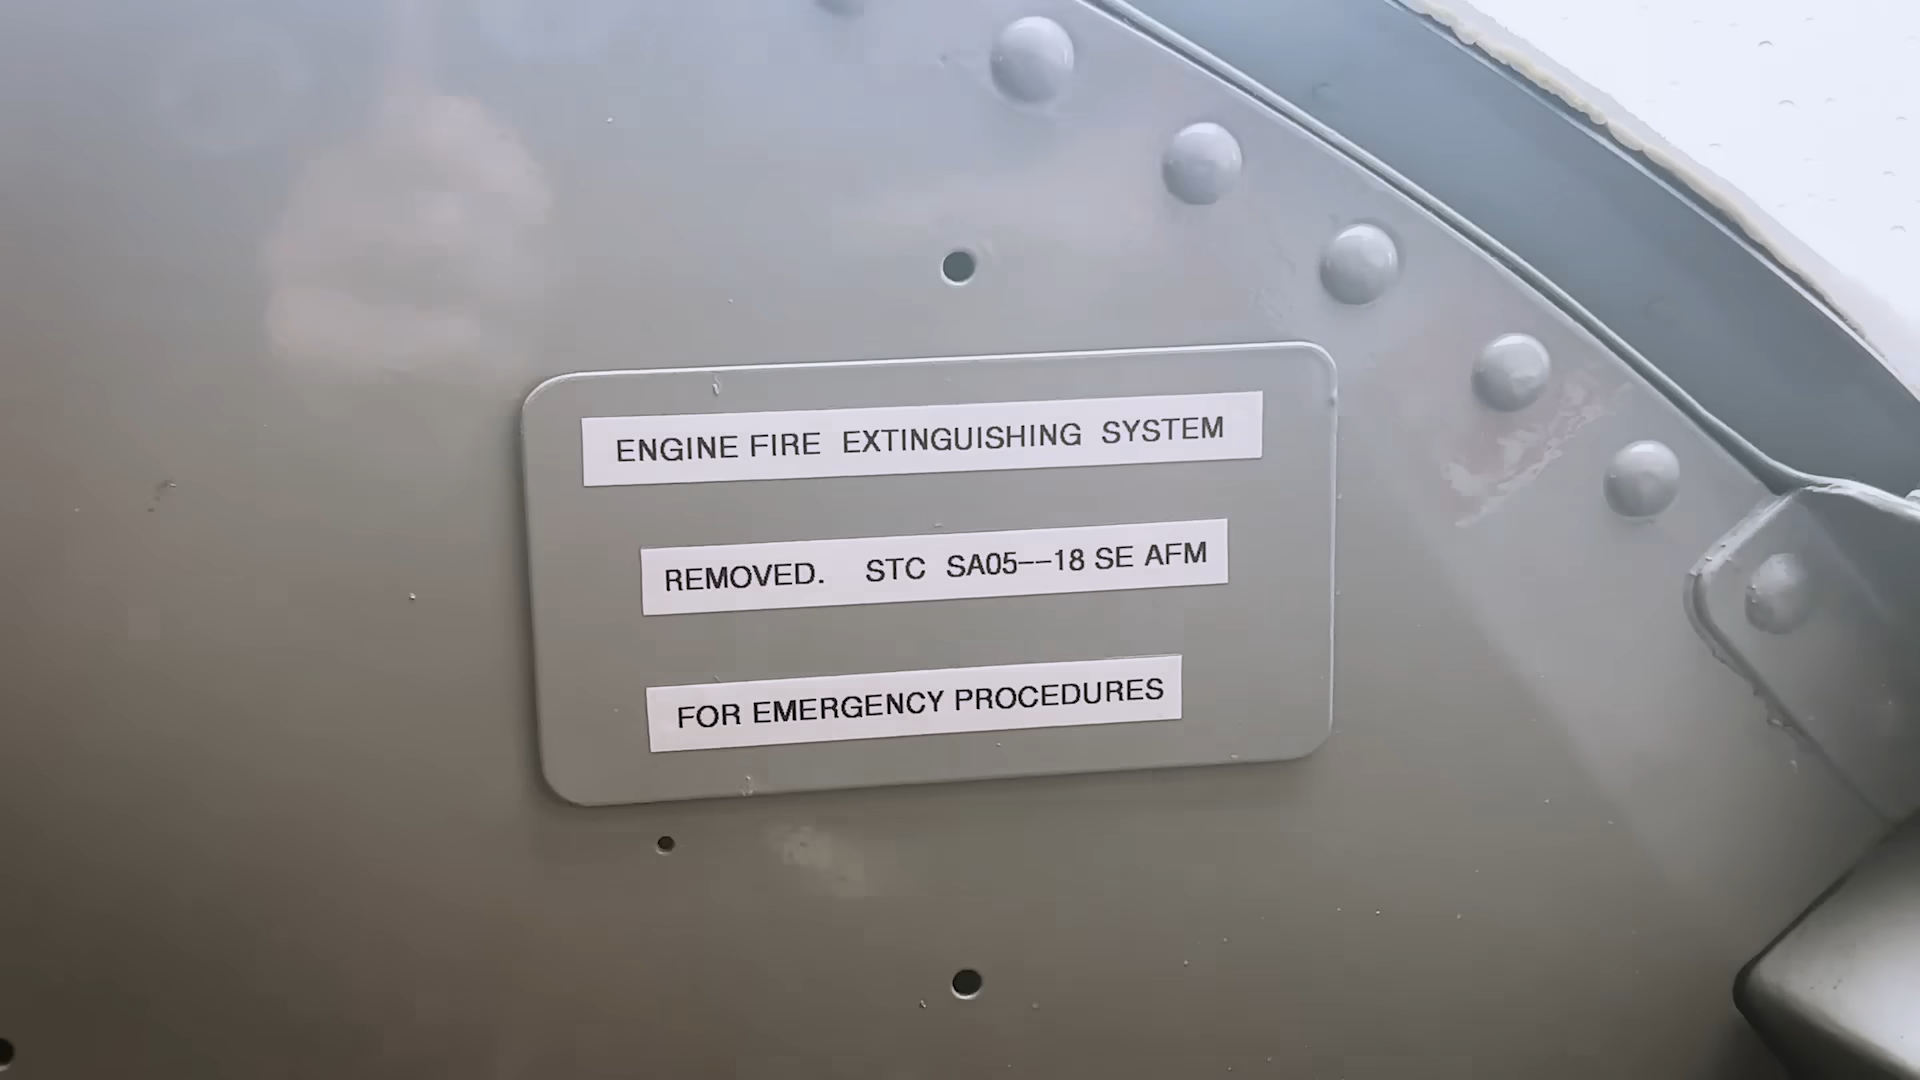 ENGINE FIRE EXTINGUISHING SYSTEM
REMOVED. STC SA05--18 SE AFM
FOR EMERGENCY PROCEDURES